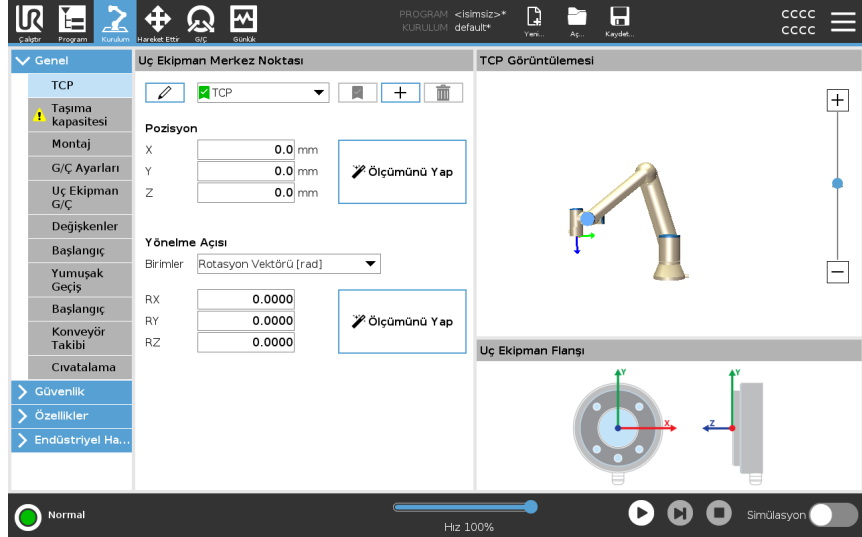 PROGRAM <isimsiz>*
KURULUM default*
cccc
cccc
Çalıştır Program Kurulum Hareket Ettir G/Ç Günlük Yeni... Aç... Kaydet...
Genel
TCP
Taşıma
kapasitesi
Montaj
G/Ç Ayarları
Uç Ekipman
G/Ç
Değişkenler
Başlangıç
Yumuşak
Geçiş
Başlangıç
Konveyör
Takibi
Cıvatalama
Güvenlik
Özellikler
Endüstriyel Ha...
Uç Ekipman Merkez Noktası
TCP
Pozisyon
X 0.0 mm
Y 0.0 mm
Z 0.0 mm
Ölçümünü Yap
Yönelme Açısı
Birimler Rotasyon Vektörü [rad]
RX 0.0000
RY 0.0000
RZ 0.0000
Ölçümünü Yap
TCP Görüntülemesi
Uç Ekipman Flanşı
Y
X
Y
Z
Normal
Hız 100%
Simülasyon